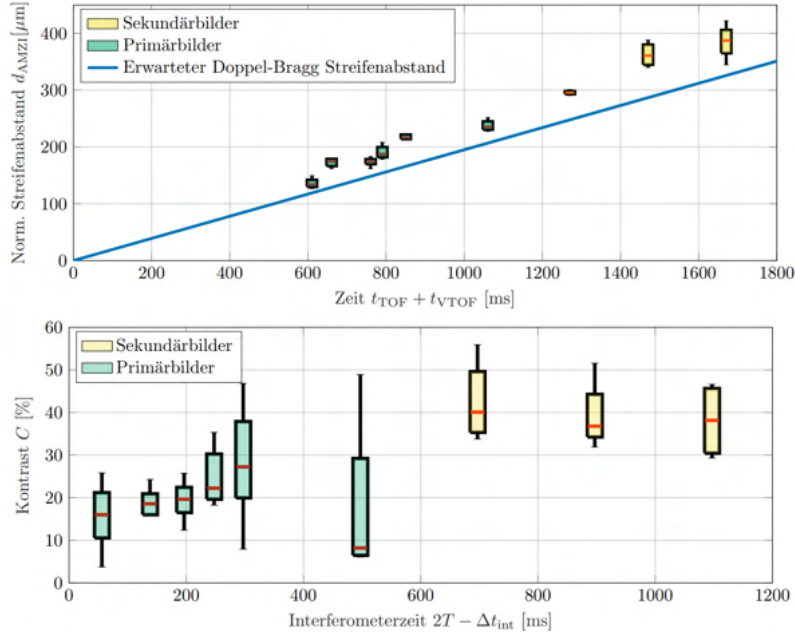 Norm. Streifenabstand d_AMZI [µm]
400
300
200
100
0
Sekundärbilder
Primärbilder
Erwarteter Doppel-Bragg Streifenabstand
0 200 400 600 800 1000 1200 1400 1600 1800
Zeit t_TOF + t_VTOF [ms]
Kontrast C [%]
60
50
40
30
20
10
0
Sekundärbilder
Primärbilder
0 200 400 600 800 1000 1200
Interferometerzeit 2T − Δt_int [ms]